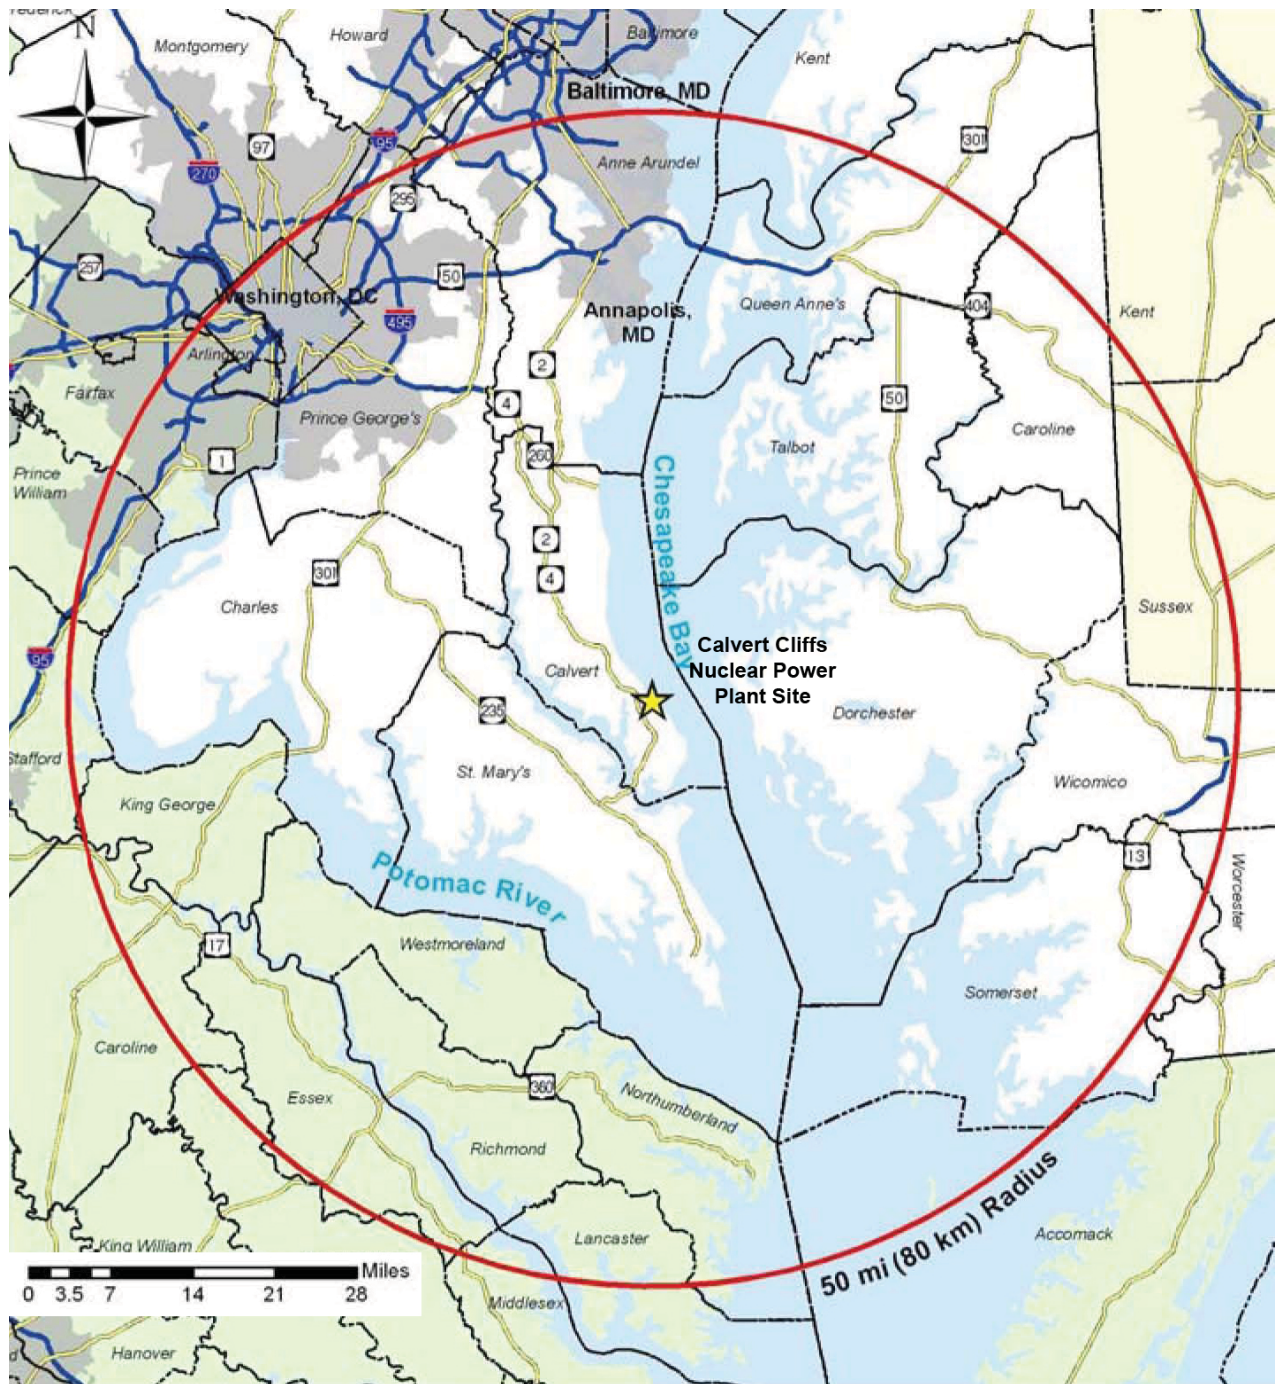 N
Montgomery
Howard
Baltimore
Kent
Baltimore, MD
97
95
301
270
Anne Arundel
295
257
50
Washington, DC
Queen Anne's
404
Kent
Annapolis,
MD
495
Arlington
2
Fairfax
4
50
Prince George's
Caroline
Talbot
260
1
Prince
William
Chesapeake Bay
2
4
301
Charles
Sussex
95
Calvert Cliffs
Nuclear Power
Plant Site
Calvert
235
Dorchester
Stafford
St. Mary's
Wicomico
King George
13
Potomac River
Worcester
17
Westmoreland
Somerset
Caroline
360
Essex
Northumberland
Richmond
50 mi (80 km) Radius
King William
Lancaster
Accomack
Miles
0 3.5 7 14 21 28
Middlesex
Hanover